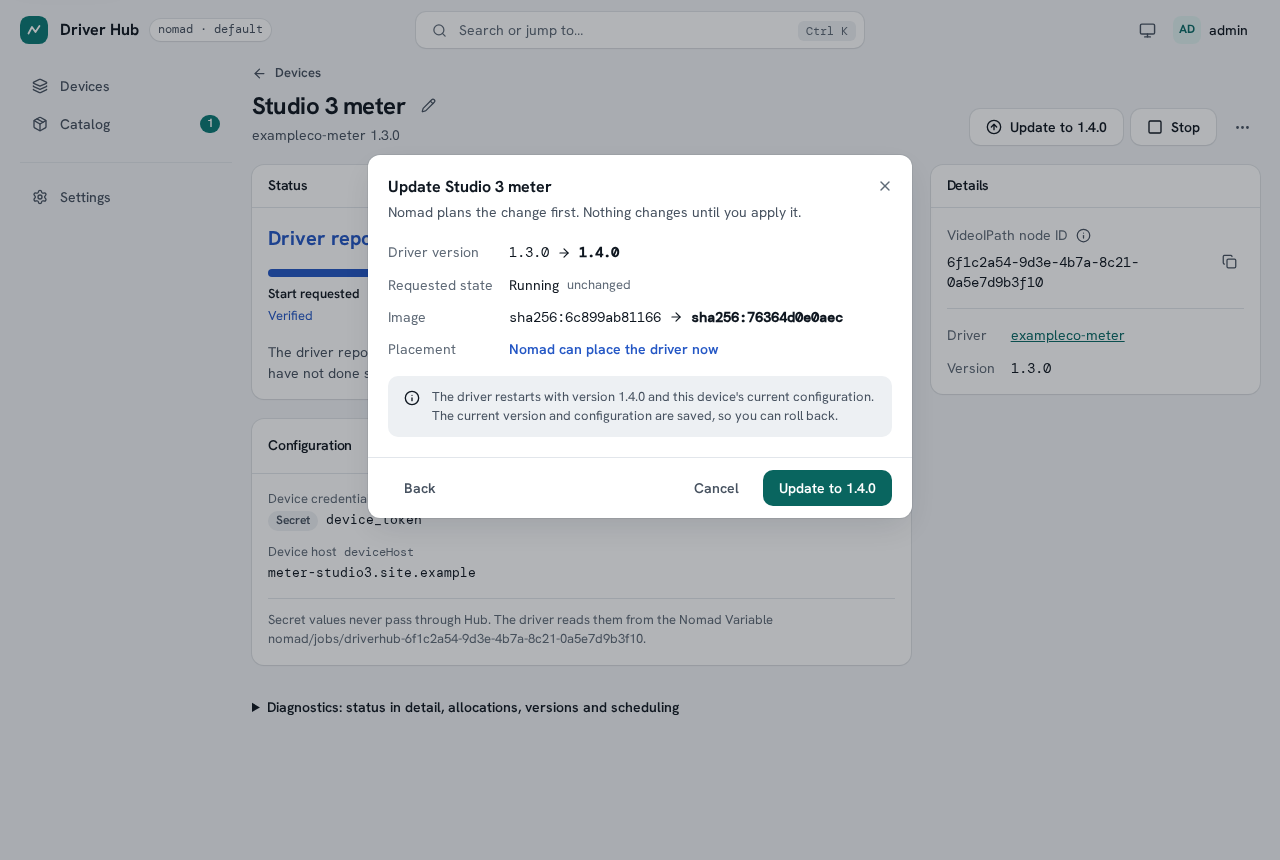 Driver Hub
nomad · default
Search or jump to...
Ctrl K
AD
admin
Devices
Catalog
1
Settings
Devices
Studio 3 meter
exampleco-meter 1.3.0
Update to 1.4.0
Stop
Status
Driver repo
Start requested
Verified
The driver repo
have not done s
Update Studio 3 meter
Nomad plans the change first. Nothing changes until you apply it.
Driver version 1.3.0 → 1.4.0
Requested state Running unchanged
Image sha256:6c899ab81166 → sha256:76364d0e0aec
Placement Nomad can place the driver now
The driver restarts with version 1.4.0 and this device's current configuration.
The current version and configuration are saved, so you can roll back.
Back
Cancel
Update to 1.4.0
Details
VideoIPath node ID
6f1c2a54-9d3e-4b7a-8c21-
0a5e7d9b3f10
Driver exampleco-meter
Version 1.3.0
Configuration
Device credentia
Secret device_token
Device host deviceHost
meter-studio3.site.example
Secret values never pass through Hub. The driver reads them from the Nomad Variable
nomad/jobs/driverhub-6f1c2a54-9d3e-4b7a-8c21-0a5e7d9b3f10.
Diagnostics: status in detail, allocations, versions and scheduling